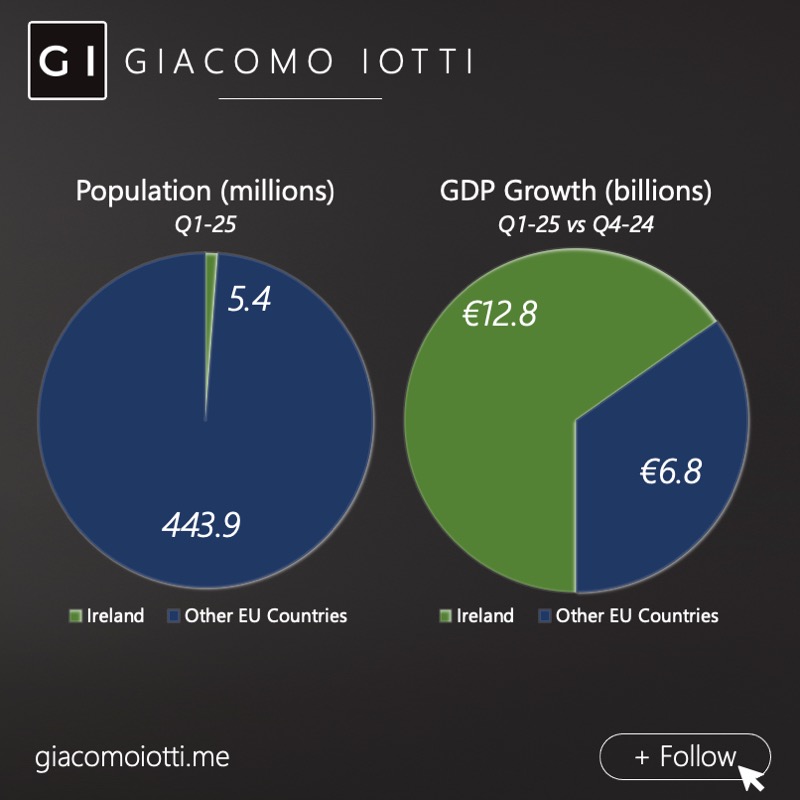 GI GIACOMO IOTTI
Population (millions)
Q1-25
5.4
443.9
Ireland Other EU Countries
GDP Growth (billions)
Q1-25 vs Q4-24
€12.8
€6.8
Ireland Other EU Countries
giacomoiotti.me
+ Follow